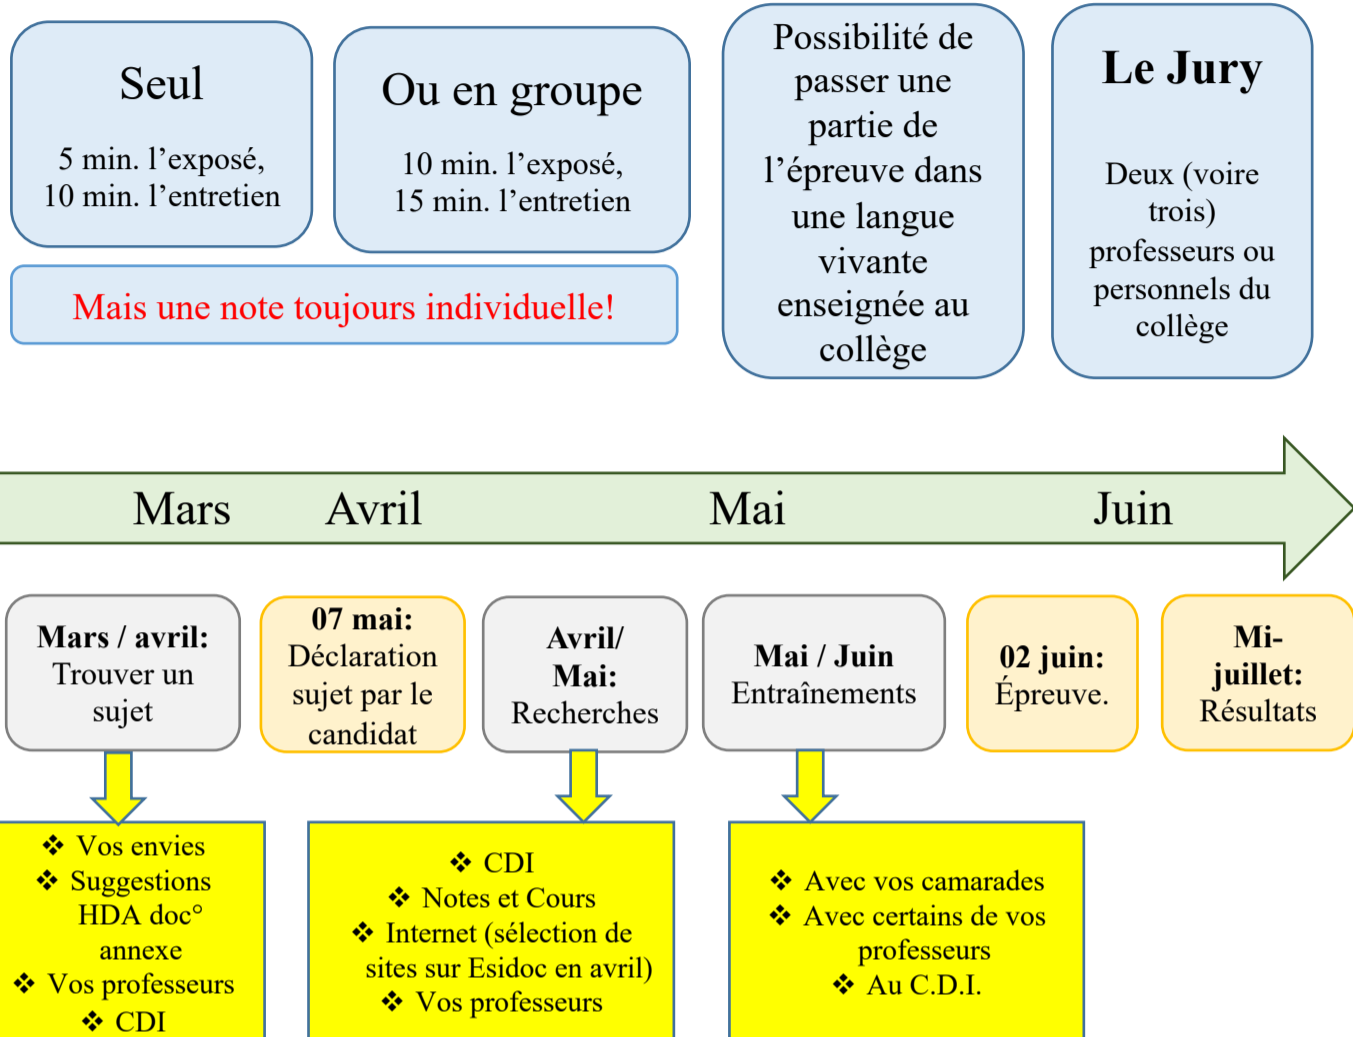 Seul
5 min. l’exposé,
10 min. l’entretien
Ou en groupe
10 min. l’exposé,
15 min. l’entretien
Mais une note toujours individuelle!
Possibilité de
passer une
partie de
l’épreuve dans
une langue
vivante
enseignée au
collège
Le Jury
Deux (voire
trois)
professeurs ou
personnels du
collège
Mars
Avril
Mai
Juin
Mars / avril:
Trouver un
sujet
07 mai:
Déclaration
sujet par le
candidat
Avril/
Mai:
Recherches
Mai / Juin
Entraînements
02 juin:
Épreuve.
Mi-
juillet:
Résultats
❖ Vos envies
❖ Suggestions
HDA doc°
annexe
❖ Vos professeurs
❖ CDI
❖ CDI
❖ Notes et Cours
❖ Internet (sélection de
sites sur Esidoc en avril)
❖ Vos professeurs
❖ Avec vos camarades
❖ Avec certains de vos
professeurs
❖ Au C.D.I.